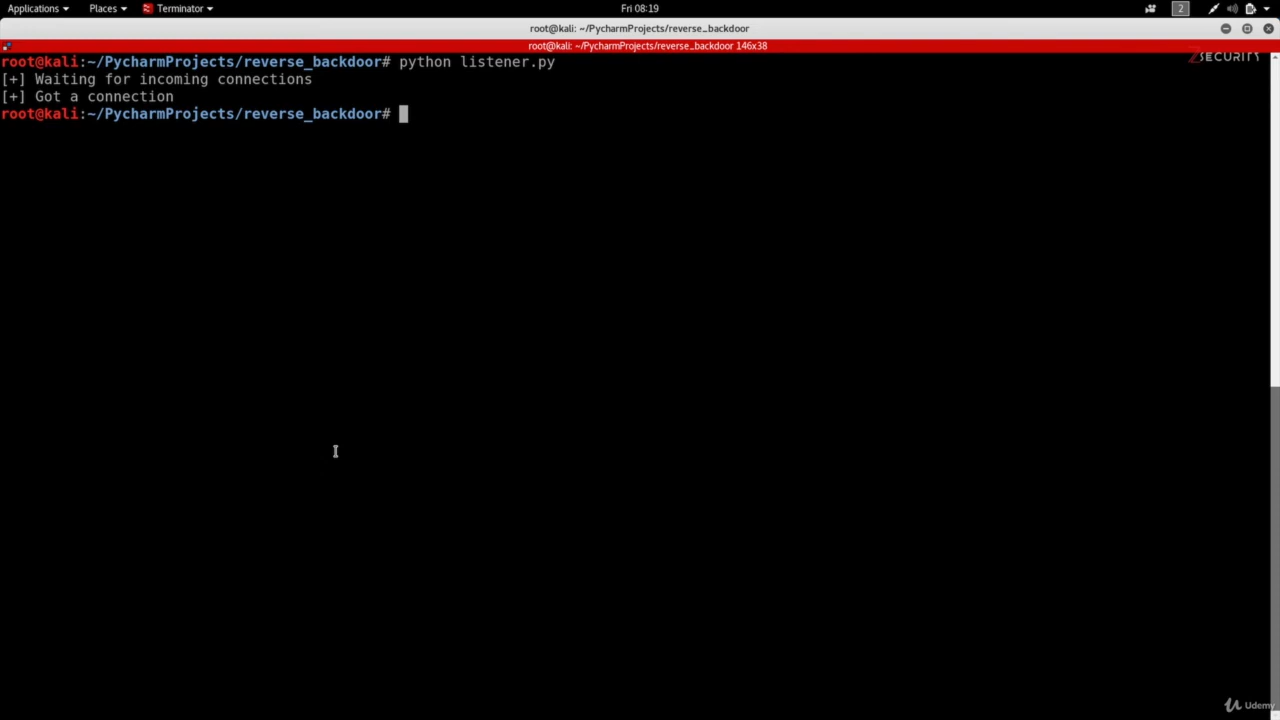 Applications Places Terminator Fri 08:19 2
root@kali: ~/PycharmProjects/reverse_backdoor
root@kali: ~/PycharmProjects/reverse_backdoor 146x38
ZSECURITY
root@kali:~/PycharmProjects/reverse_backdoor# python listener.py
[+] Waiting for incoming connections
[+] Got a connection
root@kali:~/PycharmProjects/reverse_backdoor#
Udemy